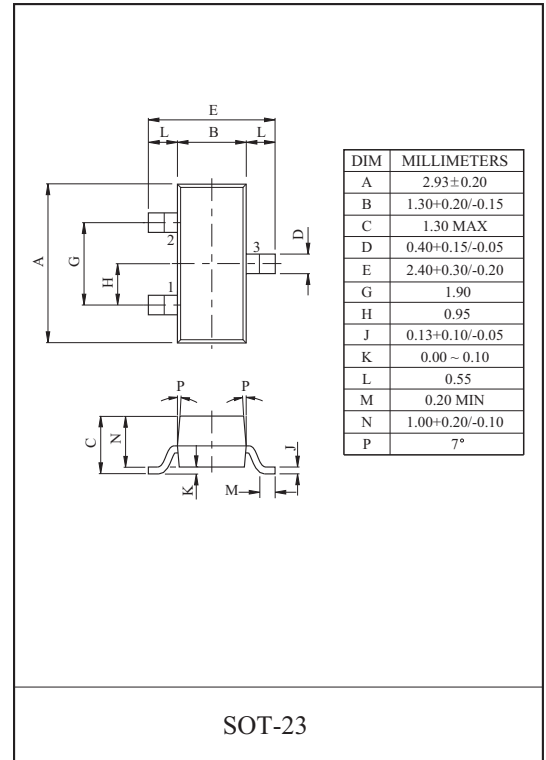 E
L B L
A
G
H
2
1
3
D
P P
C
N
K
M
J
DIM MILLIMETERS
A 2.93±0.20
B 1.30+0.20/-0.15
C 1.30 MAX
D 0.40+0.15/-0.05
E 2.40+0.30/-0.20
G 1.90
H 0.95
J 0.13+0.10/-0.05
K 0.00 ~ 0.10
L 0.55
M 0.20 MIN
N 1.00+0.20/-0.10
P 7°
SOT-23